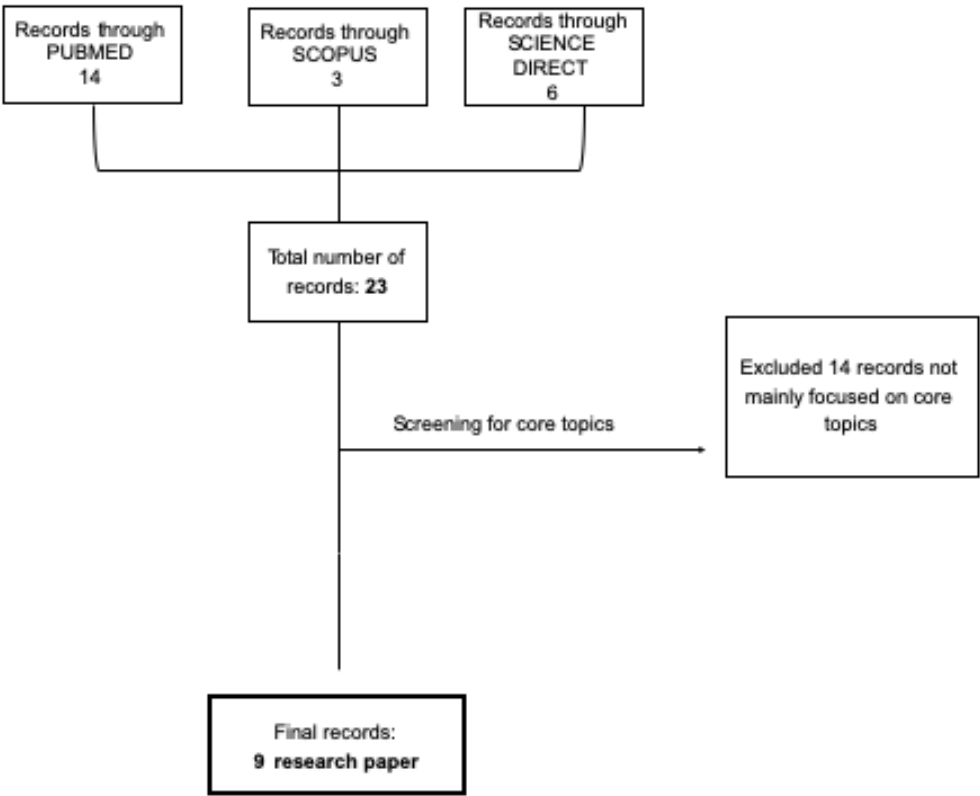 Records through
PUBMED
14
Records through
SCOPUS
3
Records through
SCIENCE
DIRECT
6
Total number of
records: 23
Excluded 14 records not
mainly focused on core
topics
Screening for core topics
Final records:
9 research paper